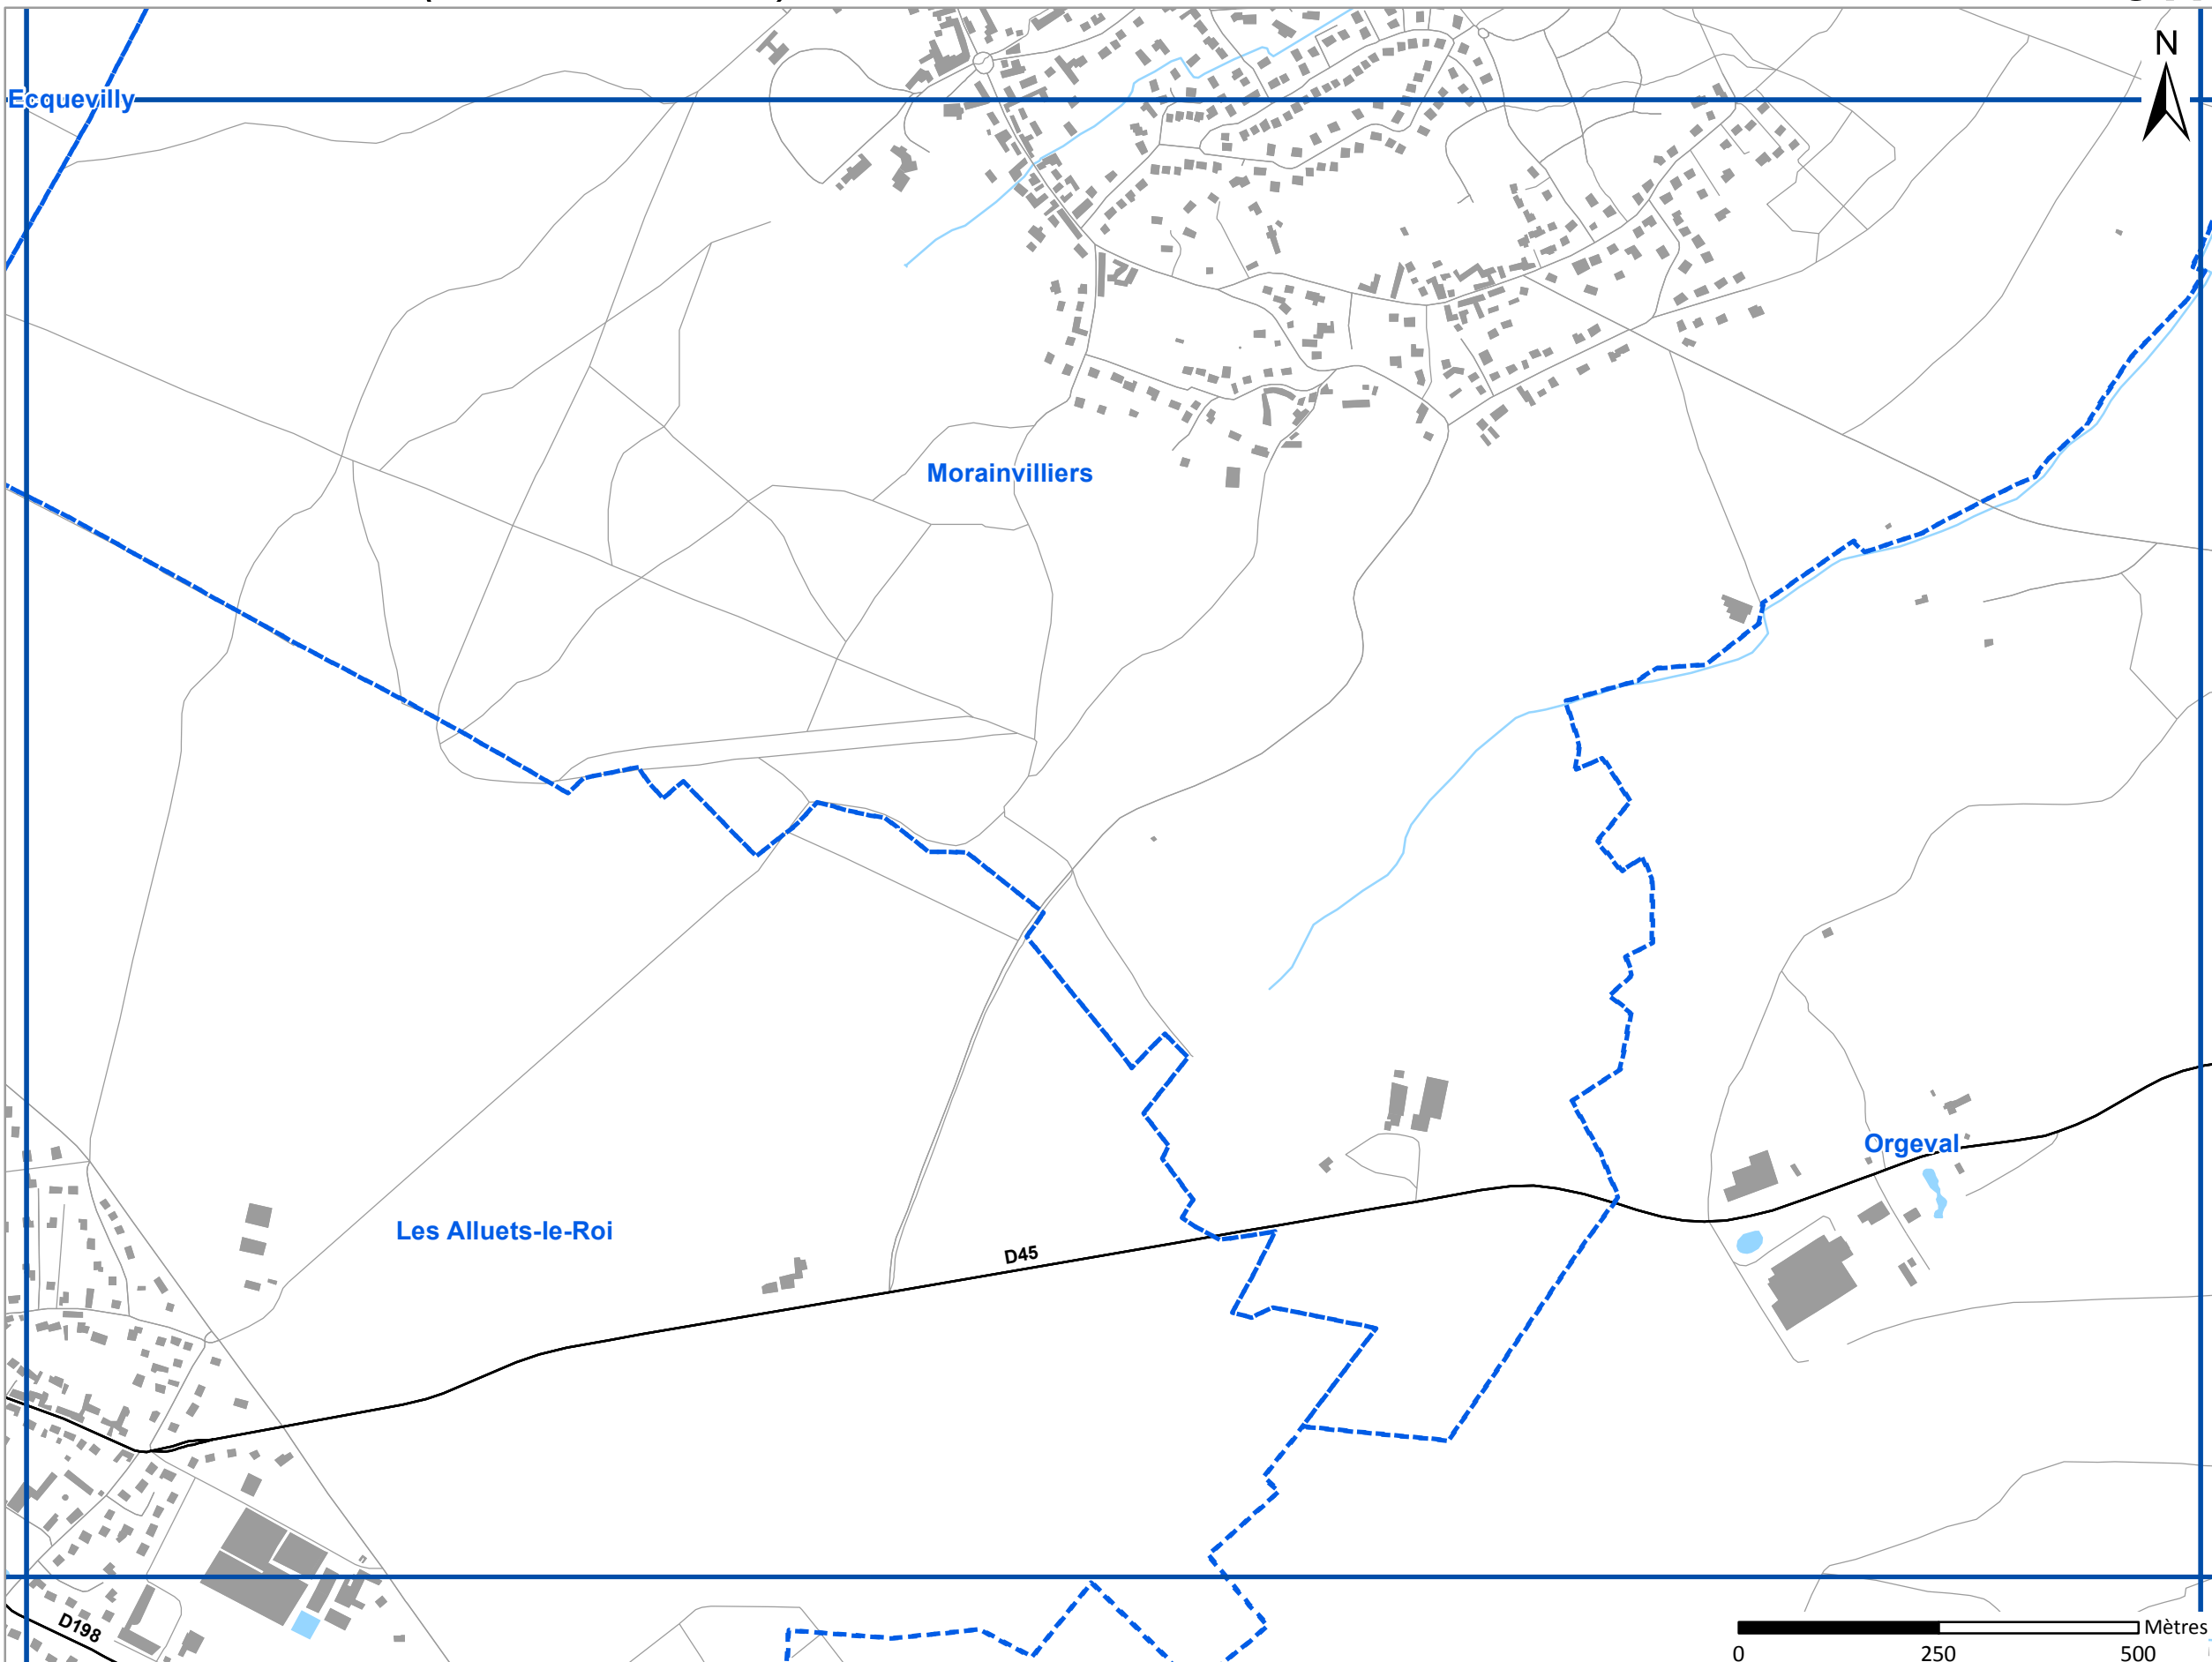 N
Ecquevilly
Morainvilliers
Orgeval
Les Alluets-le-Roi
D45
D198
Mètres
0 250 500